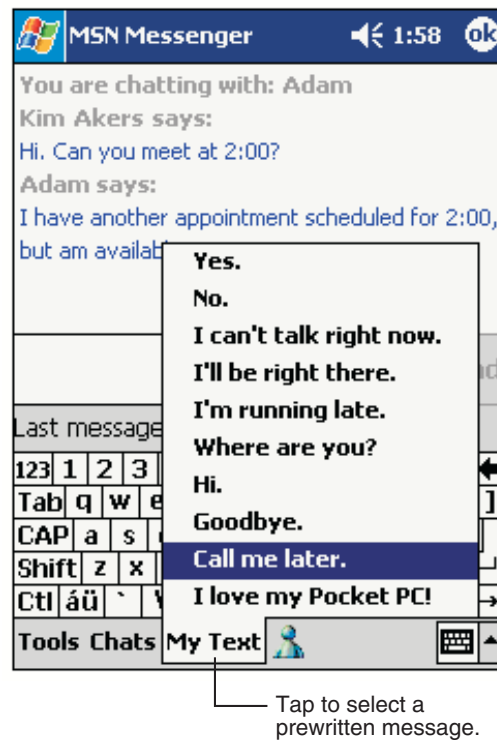 MSN Messenger 1:58 ok
You are chatting with: Adam
Kim Akers says:
Hi. Can you meet at 2:00?
Adam says:
I have another appointment scheduled for 2:00,
but am
Yes.
No.
I can't talk right now.
I'll be right there.
I'm running late.
Where are you?
Hi.
Goodbye.
Call me later.
I love my Pocket PC!
Last message
123 1 2 3
Tab q w e ]
CAP a s
Shift z x
Ctl áü `
Tools Chats My Text
Tap to select a
prewritten message.